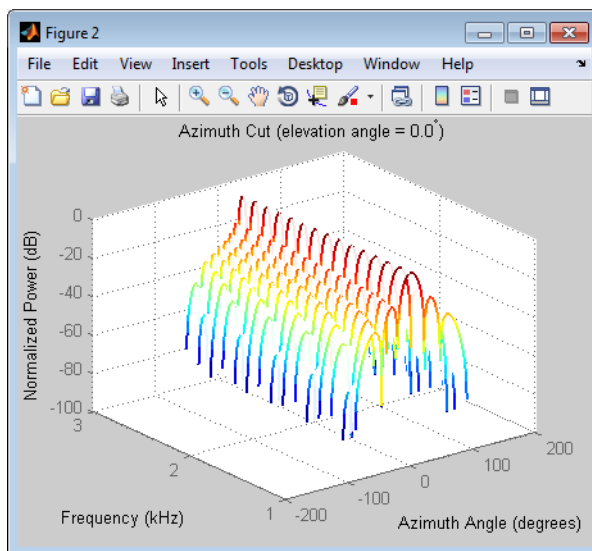 Figure 2
File Edit View Insert Tools Desktop Window Help
Azimuth Cut (elevation angle = 0.0°)
0
-20
-40
-60
-80
-100
Normalized Power (dB)
3
2
1
Frequency (kHz)
-200
-100
0
100
200
Azimuth Angle (degrees)